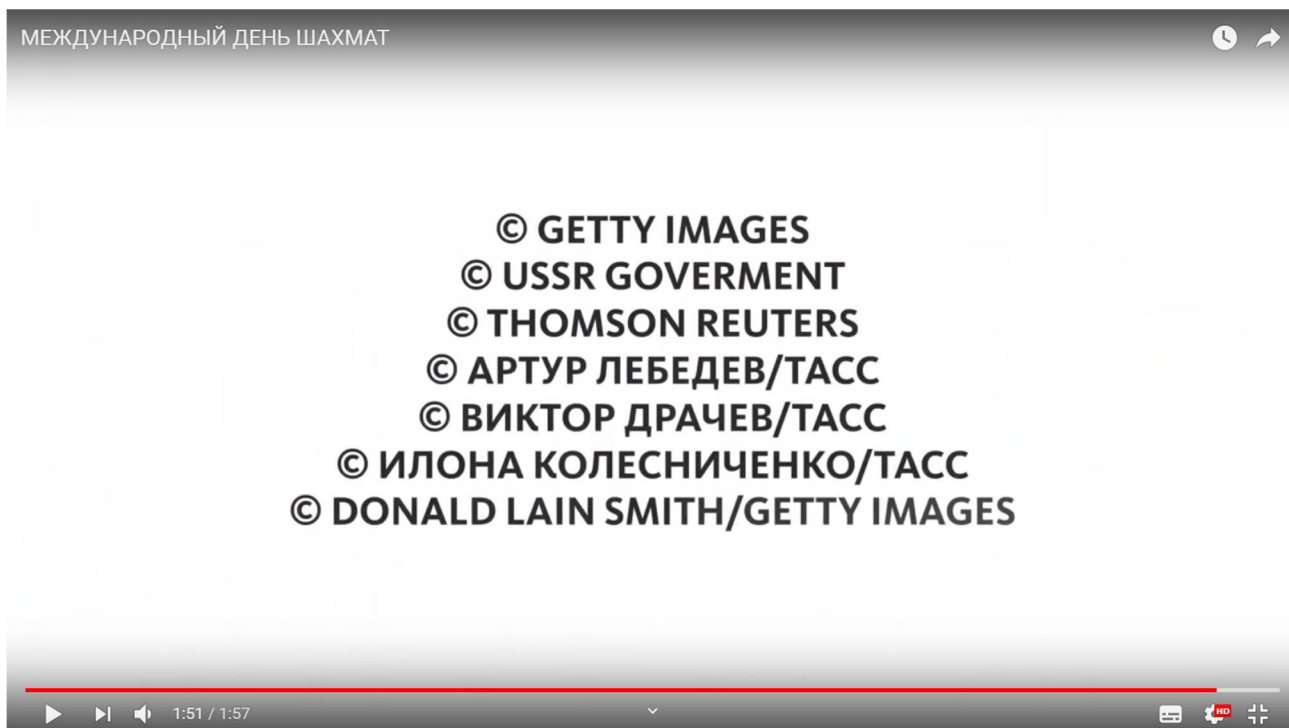 МЕЖДУНАРОДНЫЙ ДЕНЬ ШАХМАТ
© GETTY IMAGES
© USSR GOVERMENT
© THOMSON REUTERS
© АРТУР ЛЕБЕДЕВ/ТАСС
© ВИКТОР ДРАЧЕВ/ТАСС
© ИЛОНА КОЛЕСНИЧЕНКО/ТАСС
© DONALD LAIN SMITH/GETTY IMAGES
1:51 / 1:57
HD